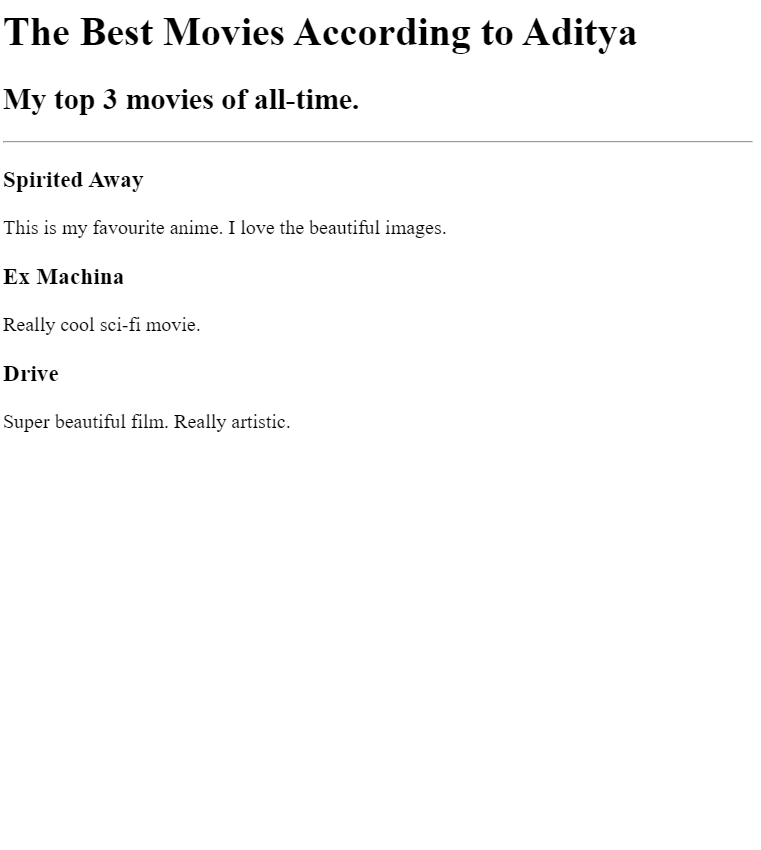 The Best Movies According to Aditya
My top 3 movies of all-time.
Spirited Away
This is my favourite anime. I love the beautiful images.
Ex Machina
Really cool sci-fi movie.
Drive
Super beautiful film. Really artistic.